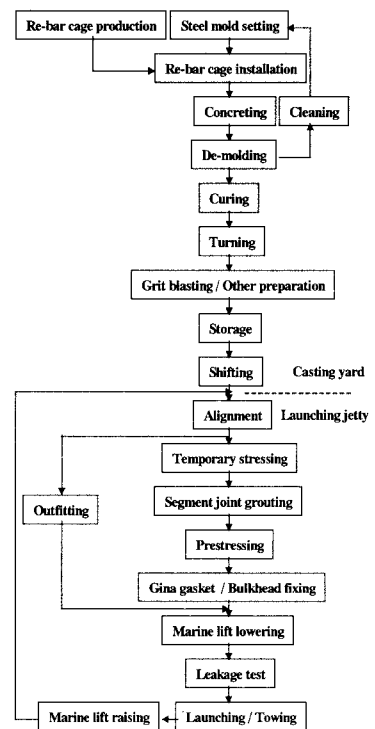 Re-bar cage production
Steel mold setting
Re-bar cage installation
Concreting
Cleaning
De-molding
Curing
Turning
Grit blasting / Other preparation
Storage
Shifting
Casting yard
Alignment
Launching jetty
Temporary stressing
Outfitting
Segment joint grouting
Prestressing
Gina gasket / Bulkhead fixing
Marine lift lowering
Leakage test
Marine lift raising
Launching / Towing